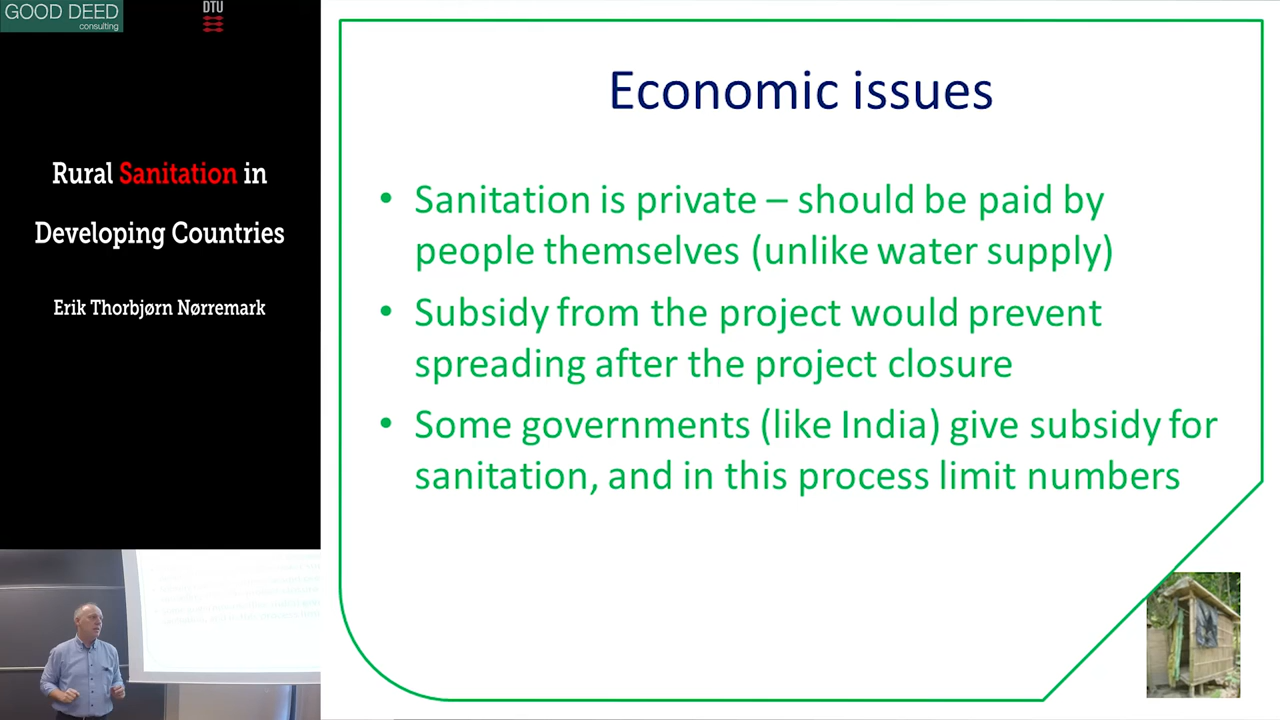 GOOD DEED
consulting
DTU
Rural Sanitation in
Developing Countries
Erik Thorbjørn Nørremark
Economic issues
• Sanitation is private – should be paid by
people themselves (unlike water supply)
• Subsidy from the project would prevent
spreading after the project closure
• Some governments (like India) give subsidy for
sanitation, and in this process limit numbers